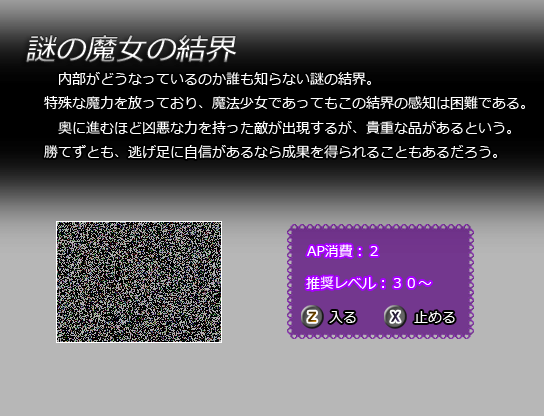 謎の魔女の結界
内部がどうなっているのか誰も知らない謎の結界。
特殊な魔力を放っており、魔法少女であってもこの結界の感知は困難である。
奥に進むほど凶悪な力を持った敵が出現するが、貴重な品があるという。
勝てずとも、逃げ足に自信があるなら成果を得られることもあるだろう。
AP消費：２
推奨レベル：３０～
Z 入る X 止める